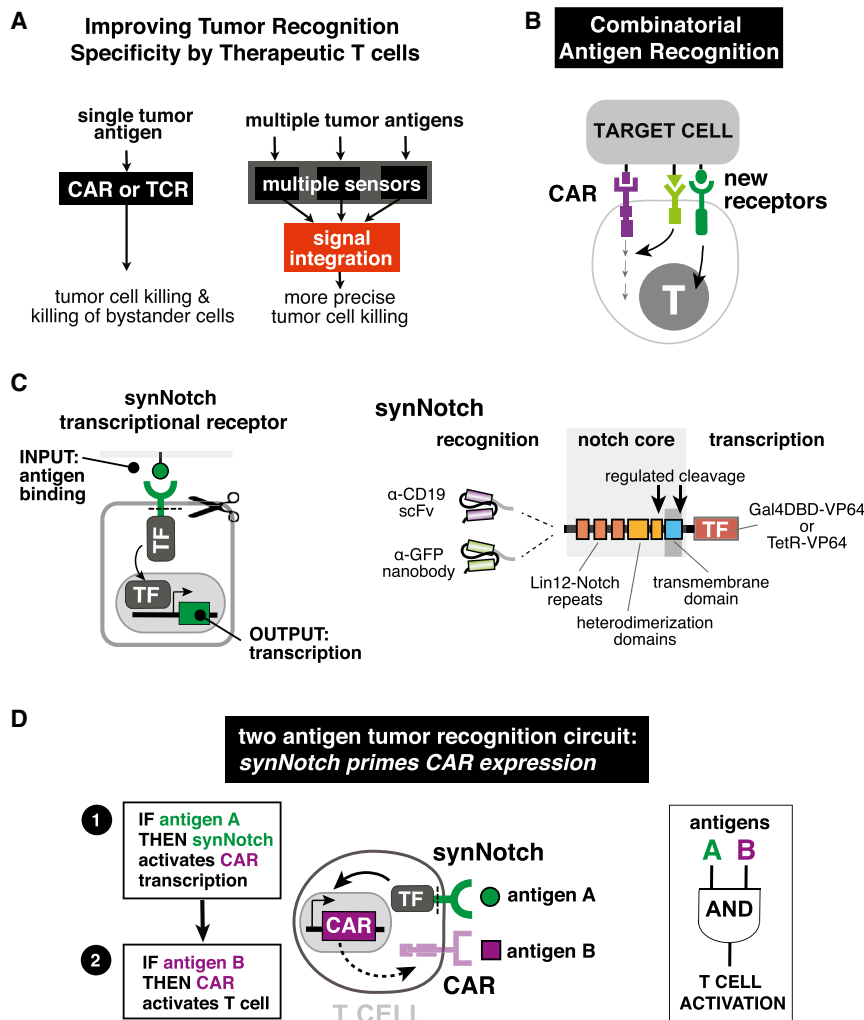 A
Improving Tumor Recognition
Specificity by Therapeutic T cells
single tumor
antigen
CAR or TCR
tumor cell killing &
killing of bystander cells
multiple tumor antigens
multiple sensors
signal
integration
more precise
tumor cell killing
B
Combinatorial
Antigen Recognition
TARGET CELL
CAR
new
receptors
T
C
synNotch
transcriptional receptor
INPUT:
antigen
binding
TF
TF
OUTPUT:
transcription
synNotch
recognition
notch core
transcription
regulated cleavage
α-CD19
scFv
α-GFP
nanobody
TF
Gal4DBD-VP64
or
TetR-VP64
Lin12-Notch
repeats
heterodimerization
domains
transmembrane
domain
D
two antigen tumor recognition circuit:
synNotch primes CAR expression
1
IF antigen A
THEN synNotch
activates CAR
transcription
2
IF antigen B
THEN CAR
activates T cell
synNotch
TF
antigen A
CAR
antigen B
CAR
T CELL
antigens
A B
AND
T CELL
ACTIVATION